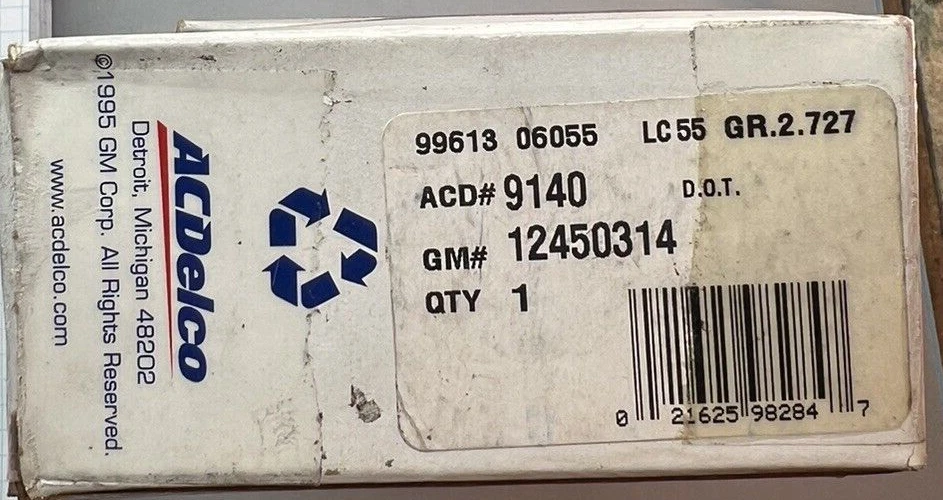 ACDelco
Detroit, Michigan 48202
©1995 GM Corp. All Rights Reserved.
www.acdelco.com
99613 06055 LC55 GR.2.727
ACD# 9140 D.O.T.
GM# 12450314
QTY 1
0 21625 98284 7